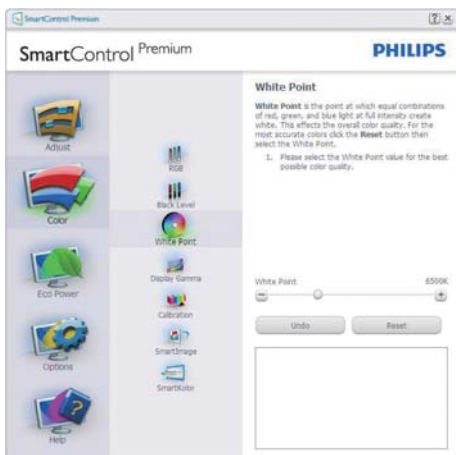 SmartControl Premium
SmartControl Premium
PHILIPS
Adjust
Color
Eco Power
Options
Help
RGB
Black Level
White Point
Display Gamma
Calibration
SmartImage
SmartKolor
White Point
White Point is the point at which equal combinations
of red, green, and blue light at full intensity create
white. This effects the overall color quality. For the
most accurate colors click the Reset button then
select the White Point.
1. Please select the White Point value for the best
possible color quality.
White Point 6500K
Undo Reset